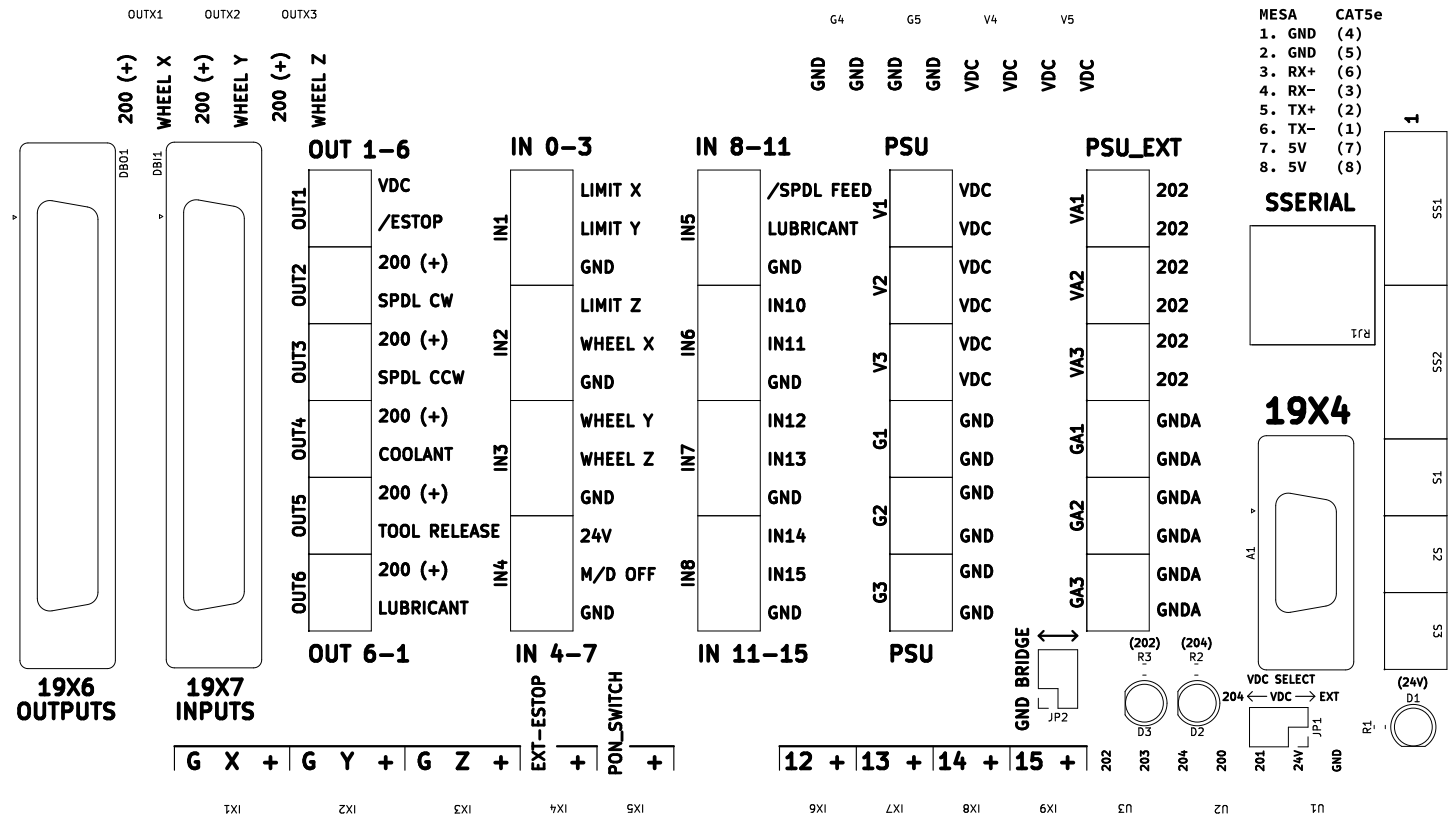 OUTX1 OUTX2 OUTX3
200 (+) WHEEL X 200 (+) WHEEL Y 200 (+) WHEEL Z
G4 G5 V4 V5
GND GND GND GND VDC VDC VDC VDC
MESA CAT5e
1. GND (4)
2. GND (5)
3. RX+ (6)
4. RX- (3)
5. TX+ (2)
6. TX- (1)
7. 5V (7)
8. 5V (8)
SSERIAL
RJ1
1
SS1
SS2
S1
S2
S3
DBO1
19X6
OUTPUTS
DBI1
19X7
INPUTS
OUT 1-6
OUT1
VDC
/ESTOP
OUT2
200 (+)
SPDL CW
OUT3
200 (+)
SPDL CCW
OUT4
200 (+)
COOLANT
OUT5
200 (+)
TOOL RELEASE
OUT6
200 (+)
LUBRICANT
OUT 6-1
IN 0-3
IN1
LIMIT X
LIMIT Y
GND
IN2
LIMIT Z
WHEEL X
GND
IN3
WHEEL Y
WHEEL Z
GND
IN4
24V
M/D OFF
GND
IN 4-7
IN 8-11
IN5
/SPDL FEED
LUBRICANT
GND
IN6
IN10
IN11
GND
IN7
IN12
IN13
GND
IN8
IN14
IN15
GND
IN 11-15
PSU
V1
VDC
VDC
V2
VDC
VDC
V3
VDC
VDC
G1
GND
GND
G2
GND
GND
G3
GND
GND
PSU
PSU_EXT
VA1
202
202
VA2
202
202
VA3
202
202
GA1
GNDA
GNDA
GA2
GNDA
GNDA
GA3
GNDA
GNDA
19X4
A1
GND BRIDGE
JP2
(202)
R3
D3
(204)
R2
D2
VDC SELECT
204 VDC EXT
JP1
(24V)
D1
R1
EXT-ESTOP
PON_SWITCH
G X + G Y + G Z + + +
12 + 13 + 14 + 15 +
202 203 204 200 201 24V GND
IX1 IX2 IX3 IX4 IX5 IX6 IX7 IX8 IX9 U3 U2 U1